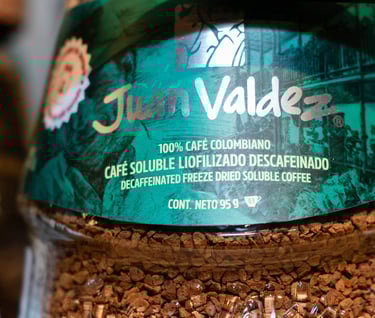 Juan Valdez®
100% CAFÉ COLOMBIANO
CAFÉ SOLUBLE LIOFILIZADO DESCAFEINADO
DECAFFEINATED FREEZE DRIED SOLUBLE COFFEE
CONT. NETO 95 g